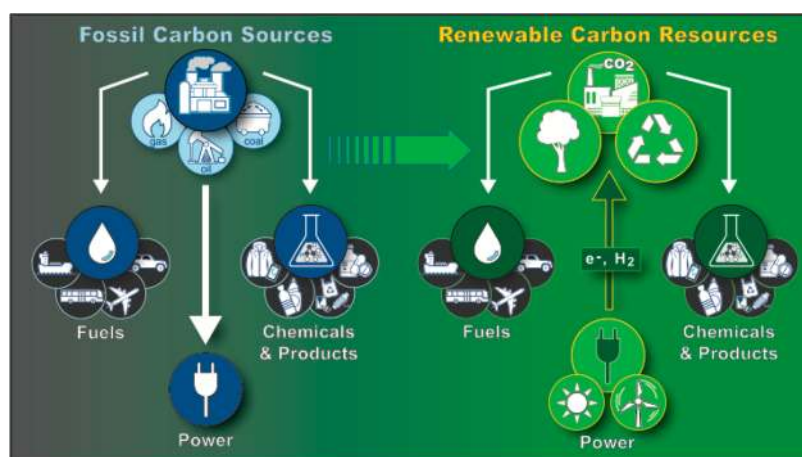 Fossil Carbon Sources
gas
oil
coal
Fuels
Chemicals
& Products
Power
Renewable Carbon Resources
CO2
e-, H2
Fuels
Chemicals
& Products
Power